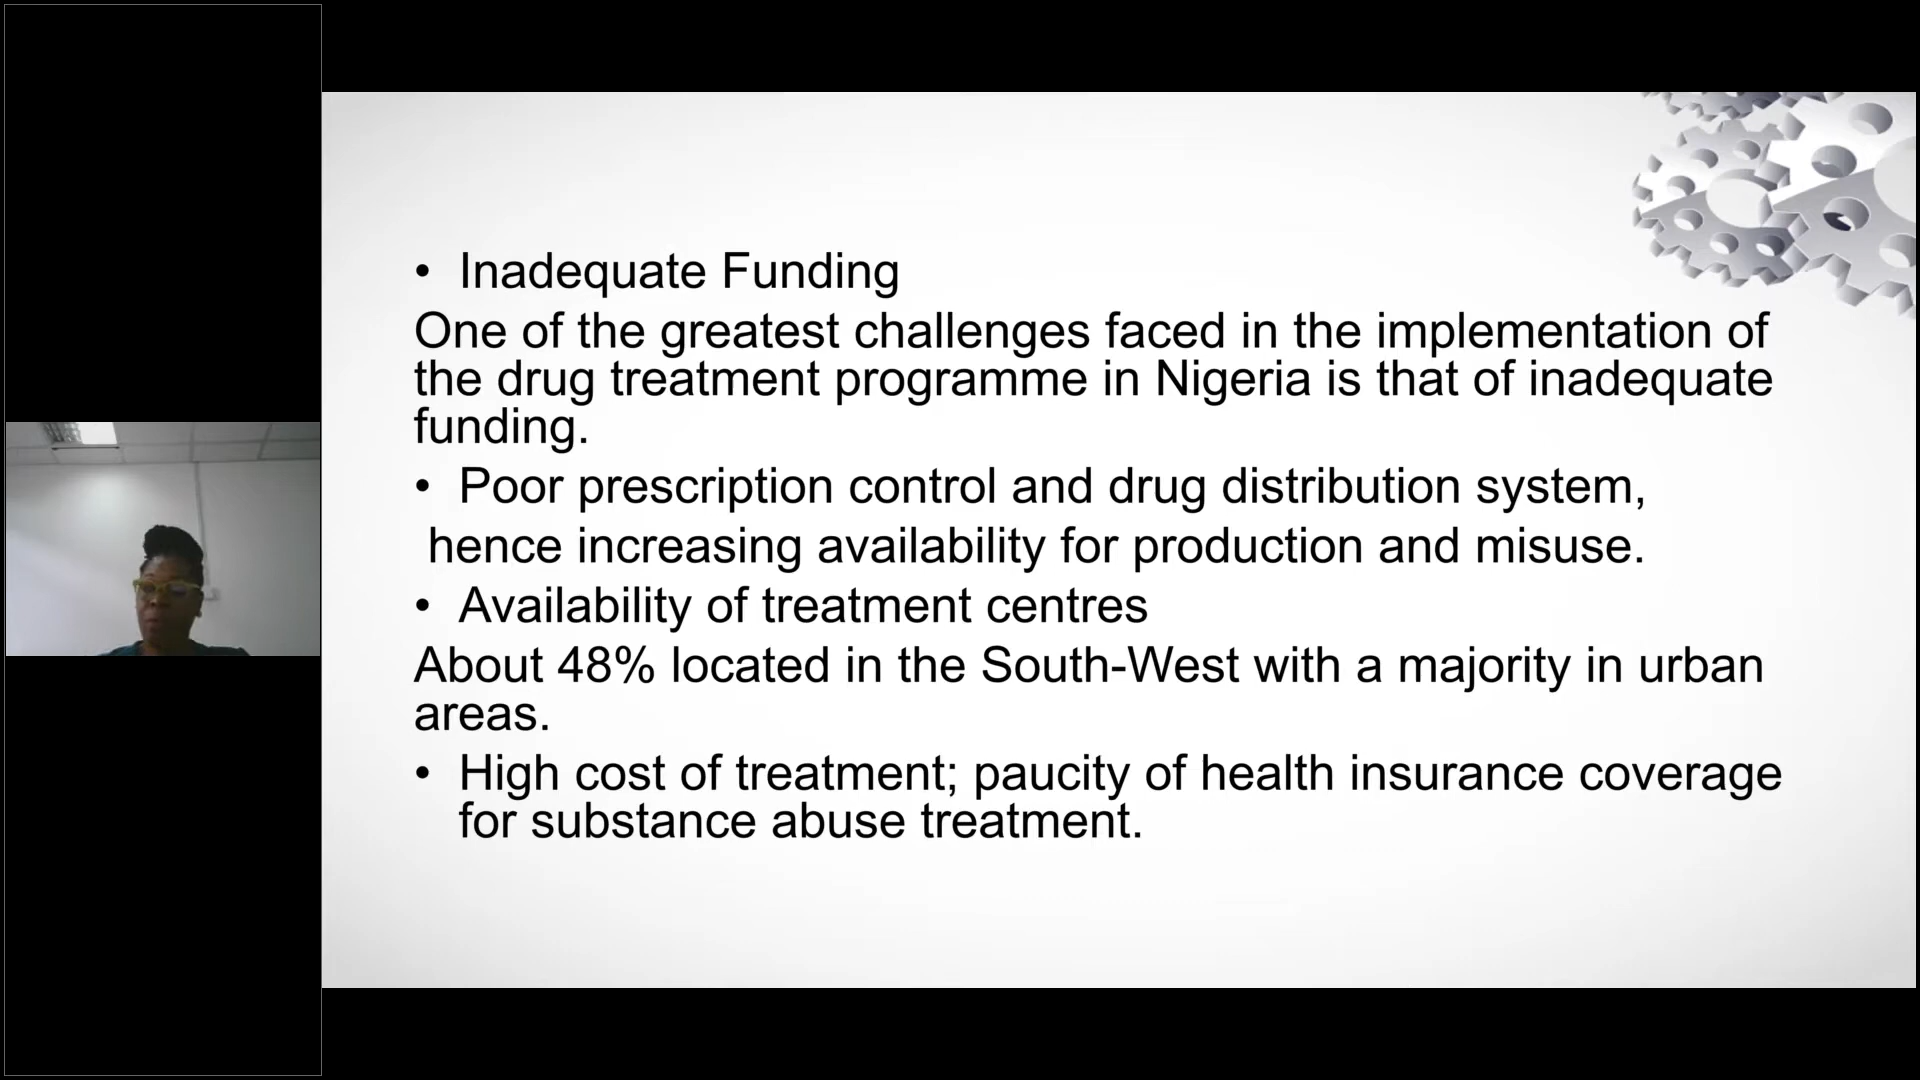 • Inadequate Funding
One of the greatest challenges faced in the implementation of
the drug treatment programme in Nigeria is that of inadequate
funding.
• Poor prescription control and drug distribution system,
hence increasing availability for production and misuse.
• Availability of treatment centres
About 48% located in the South-West with a majority in urban
areas.
• High cost of treatment; paucity of health insurance coverage
for substance abuse treatment.